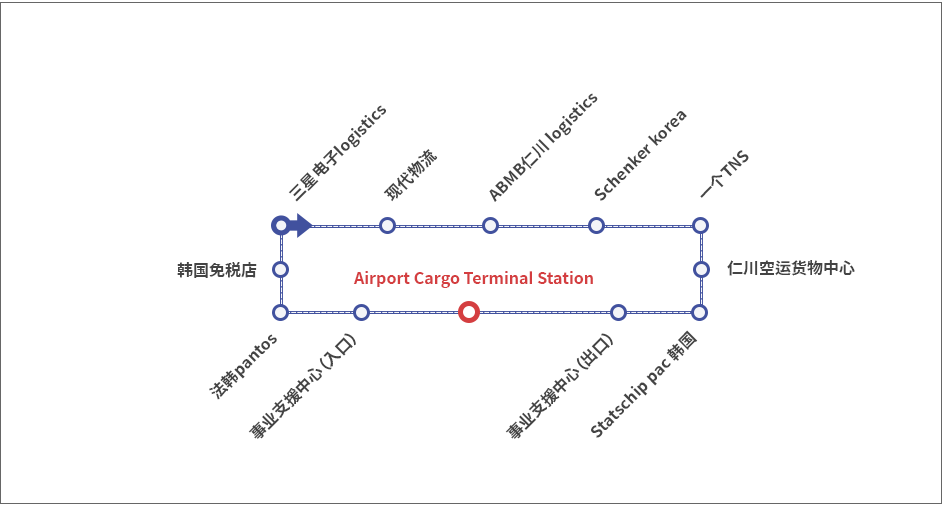 三星电子logistics
现代物流
ABMB仁川 logistics
Schenker korea
一个TNS
韩国免税店
仁川空运货物中心
Airport Cargo Terminal Station
法韩pantos
事业支援中心 (入口)
事业支援中心 (出口)
Statschip pac 韩国